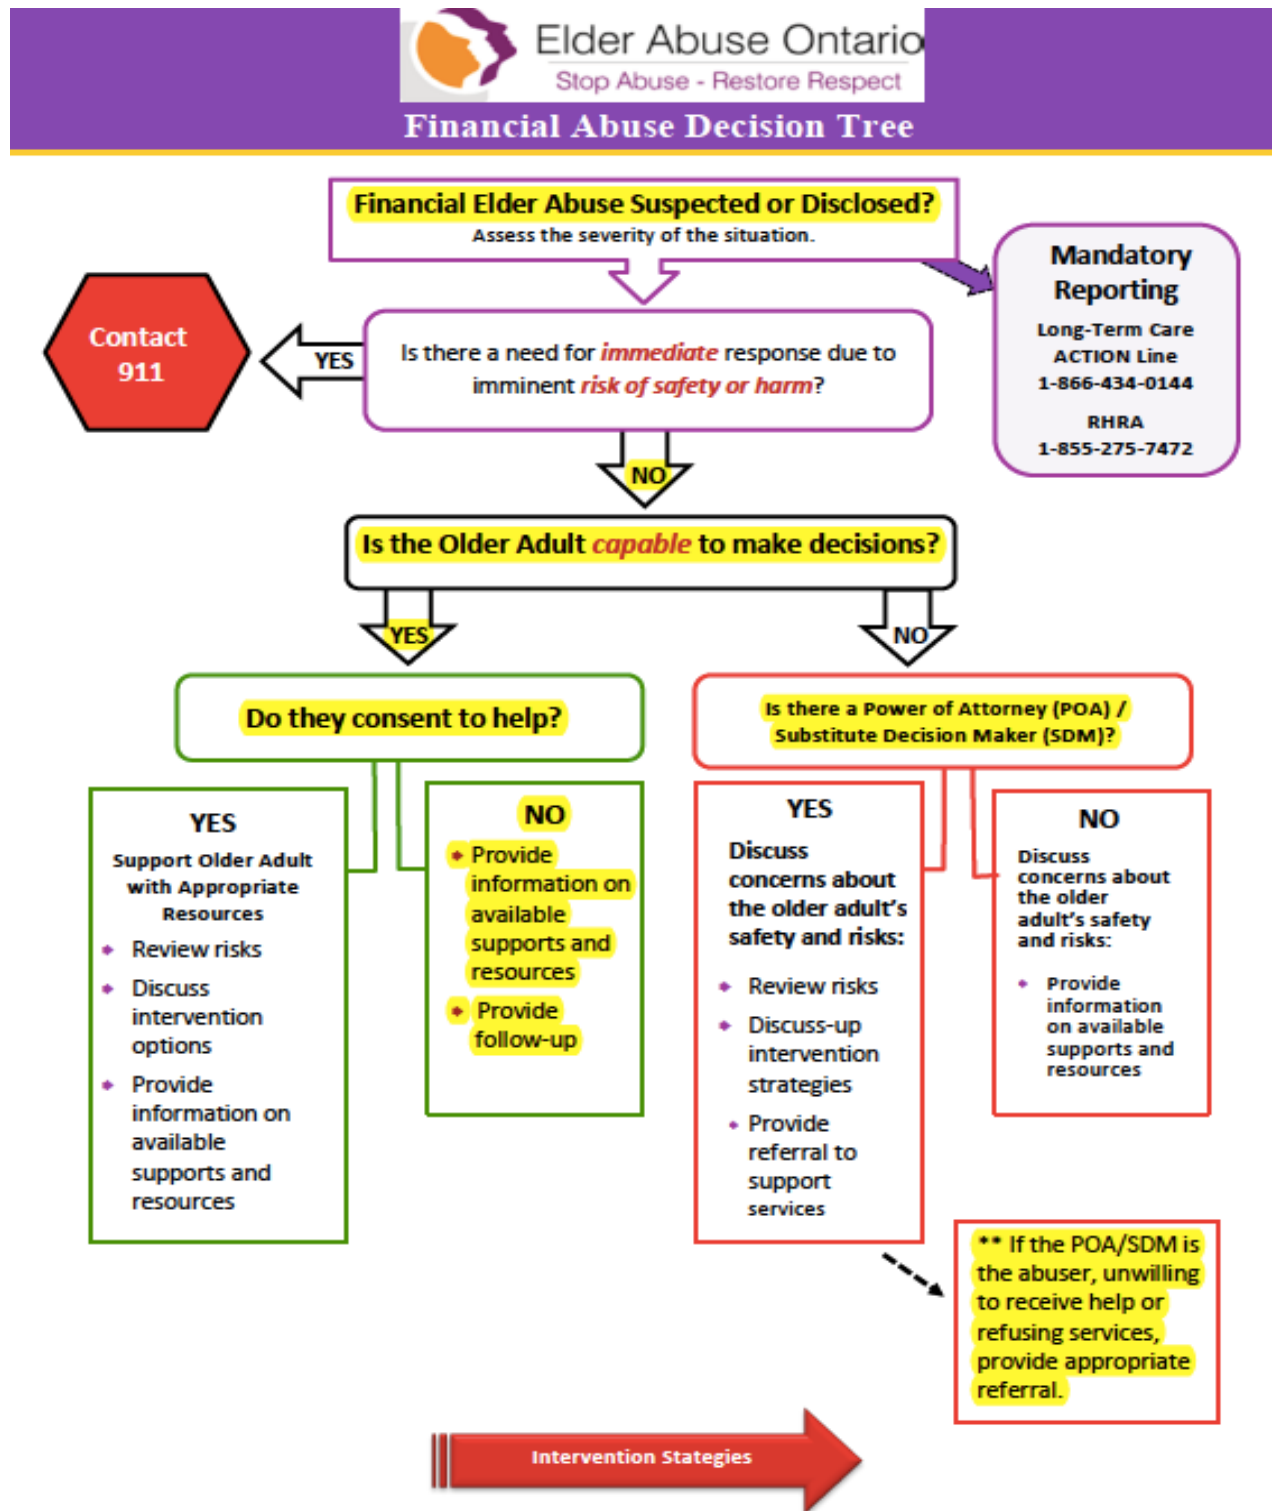 Elder Abuse Ontario
Stop Abuse - Restore Respect
Financial Abuse Decision Tree
Financial Elder Abuse Suspected or Disclosed?
Assess the severity of the situation.
Mandatory
Reporting
Long-Term Care
ACTION Line
1-866-434-0144
RHRA
1-855-275-7472
Contact
911
YES
Is there a need for immediate response due to
imminent risk of safety or harm?
NO
Is the Older Adult capable to make decisions?
YES
NO
Do they consent to help?
Is there a Power of Attorney (POA) /
Substitute Decision Maker (SDM)?
YES
Support Older Adult
with Appropriate
Resources
Review risks
Discuss
intervention
options
Provide
information on
available
supports and
resources
NO
Provide
information on
available
supports and
resources
Provide
follow-up
YES
Discuss
concerns about
the older adult's
safety and risks:
Review risks
Discuss-up
intervention
strategies
Provide
referral to
support
services
NO
Discuss
concerns about
the older
adult's safety
and risks:
Provide
information
on available
supports and
resources
** If the POA/SDM is
the abuser, unwilling
to receive help or
refusing services,
provide appropriate
referral.
Intervention Stategies